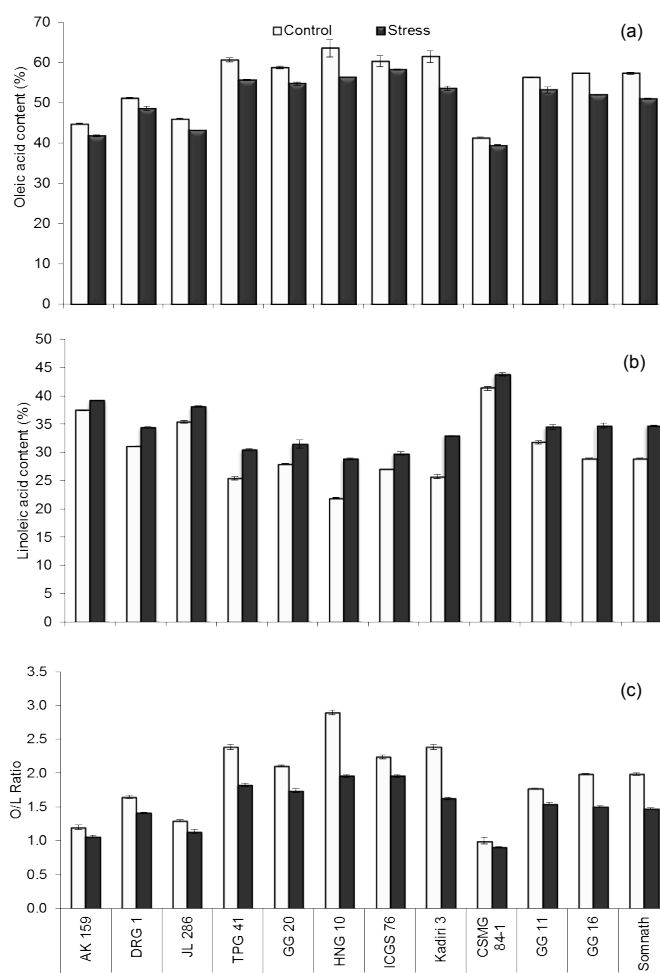 Control Stress
(a)
Oleic acid content (%)
70
60
50
40
30
20
10
0
(b)
Linoleic acid content (%)
50
45
40
35
30
25
20
15
10
5
0
(c)
O/L Ratio
3.5
3.0
2.5
2.0
1.5
1.0
0.5
0.0
AK 159
DRG 1
JL 286
TPG 41
GG 20
HNG 10
ICGS 76
Kadiri 3
CSMG
84-1
GG 11
GG 16
Somnath